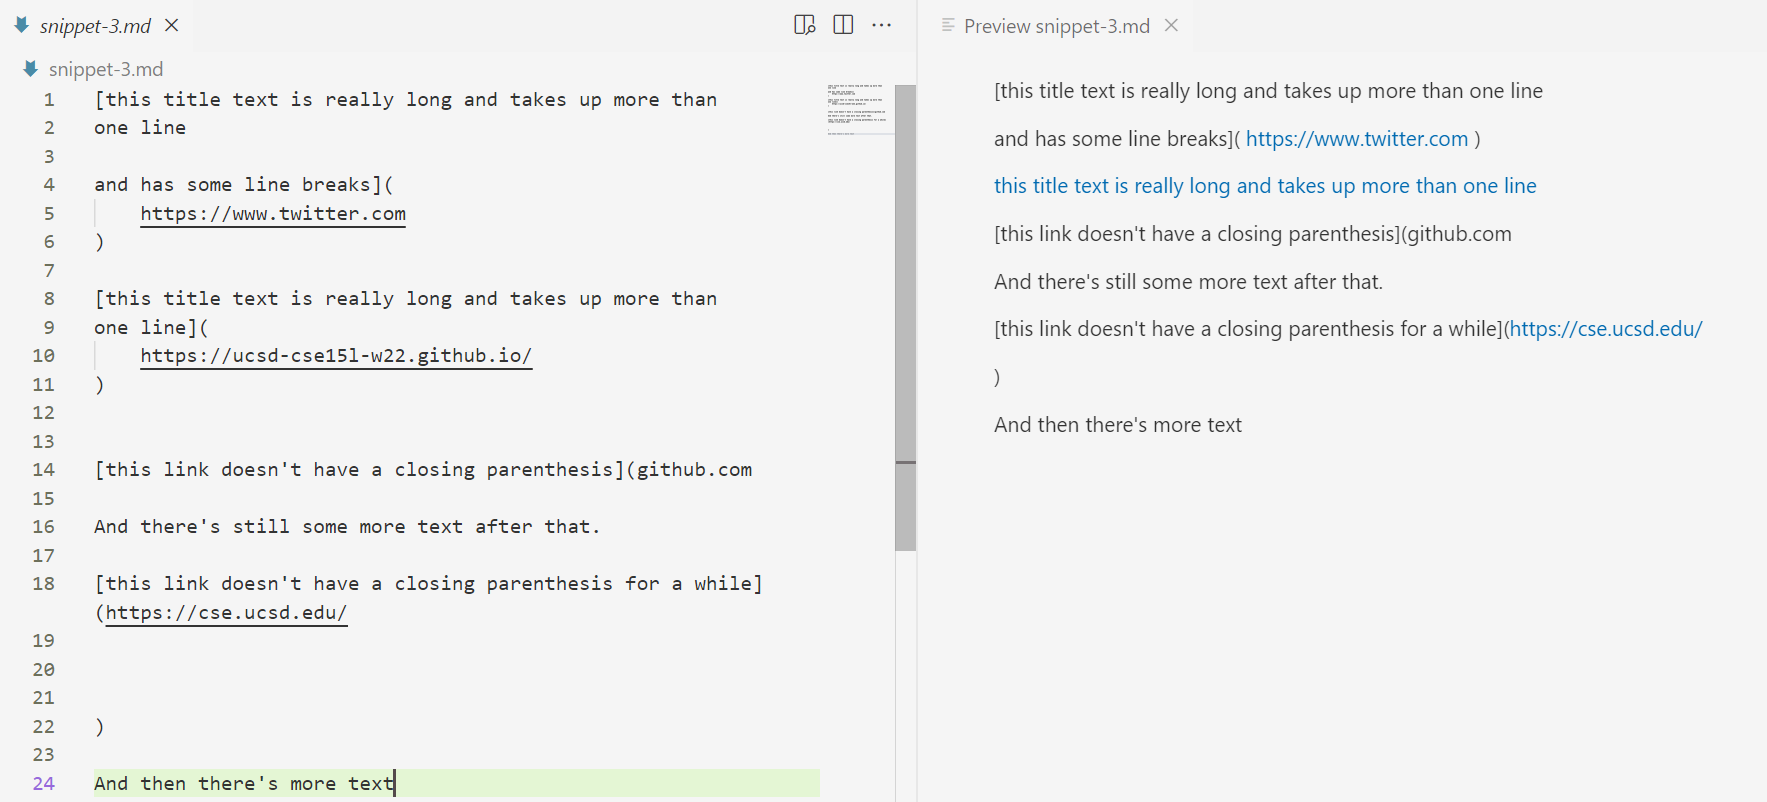 snippet-3.md
snippet-3.md
1 [this title text is really long and takes up more than
2 one line
3
4 and has some line breaks](
5 https://www.twitter.com
6 )
7
8 [this title text is really long and takes up more than
9 one line](
10 https://ucsd-cse15l-w22.github.io/
11 )
12
13
14 [this link doesn't have a closing parenthesis](github.com
15
16 And there's still some more text after that.
17
18 [this link doesn't have a closing parenthesis for a while]
(https://cse.ucsd.edu/
19
20
21
22 )
23
24 And then there's more text
Preview snippet-3.md
[this title text is really long and takes up more than one line
and has some line breaks]( https://www.twitter.com )
this title text is really long and takes up more than one line
[this link doesn't have a closing parenthesis](github.com
And there's still some more text after that.
[this link doesn't have a closing parenthesis for a while](https://cse.ucsd.edu/
)
And then there's more text